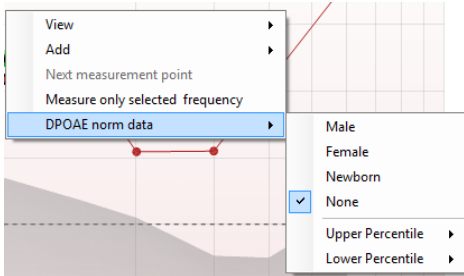 View
Add
Next measurement point
Measure only selected frequency
DPOAE norm data
Male
Female
Newborn
None
Upper Percentile
Lower Percentile